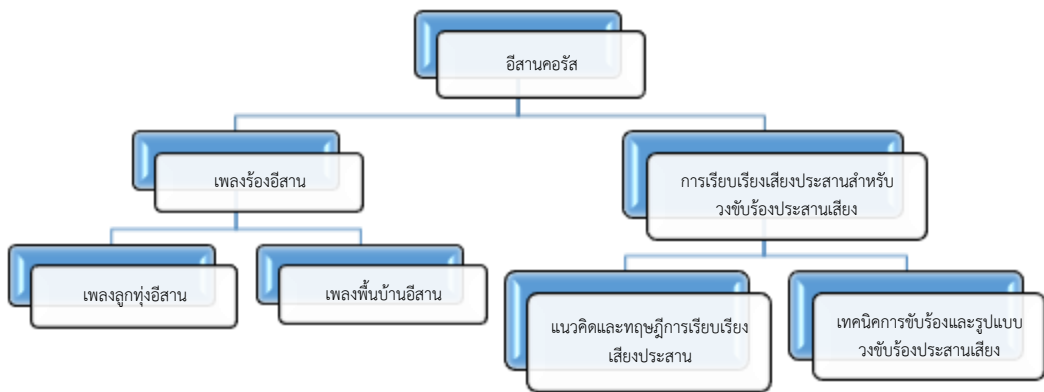 อีสานคอรัส
เพลงร้องอีสาน
การเรียบเรียงเสียงประสานสำหรับ
วงขับร้องประสานเสียง
เพลงลูกทุ่งอีสาน
เพลงพื้นบ้านอีสาน
แนวคิดและทฤษฎีการเรียบเรียง
เสียงประสาน
เทคนิคการขับร้องและรูปแบบ
วงขับร้องประสานเสียง